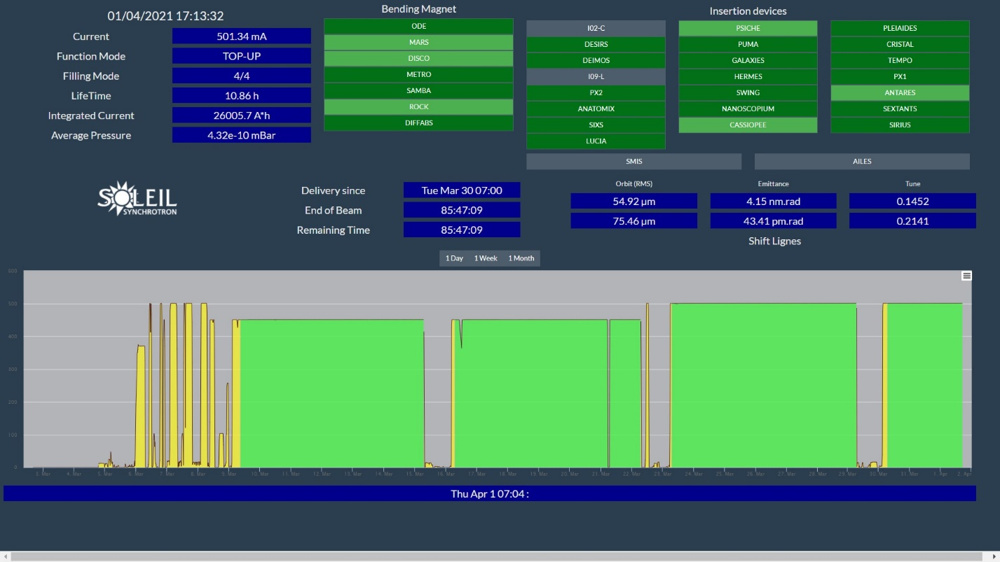 01/04/2021 17:13:32
Current 501.34 mA
Function Mode TOP-UP
Filling Mode 4/4
LifeTime 10.86 h
Integrated Current 26005.7 A*h
Average Pressure 4.32e-10 mBar
Bending Magnet
ODE
MARS
DISCO
METRO
SAMBA
ROCK
DIFFABS
Insertion devices
I02-C
DESIRS
DEIMOS
I09-L
PX2
ANATOMIX
SIXS
LUCIA
PSICHE
PUMA
GALAXIES
HERMES
SWING
NANOSCOPIUM
CASSIOPEE
PLEIAIDES
CRISTAL
TEMPO
PX1
ANTARES
SEXTANTS
SIRIUS
SMIS
AILES
SOLEIL
SYNCHROTRON
Delivery since Tue Mar 30 07:00
End of Beam 85:47:09
Remaining Time 85:47:09
Orbit (RMS) Emittance Tune
54.92 µm 4.15 nm.rad 0.1452
75.46 µm 43.41 pm.rad 0.2141
Shift Lignes
1 Day 1 Week 1 Month
600
500
400
300
200
100
0
3. Mar 4. Mar 5. Mar 6. Mar 7. Mar 8. Mar 9. Mar 10. Mar 11. Mar 12. Mar 13. Mar 14. Mar 15. Mar 16. Mar 17. Mar 18. Mar 19. Mar 20. Mar 21. Mar 22. Mar 23. Mar 24. Mar 25. Mar 26. Mar 27. Mar 28. Mar 29. Mar 30. Mar 31. Mar 1. Apr 2. Apr
Thu Apr 1 07:04 :